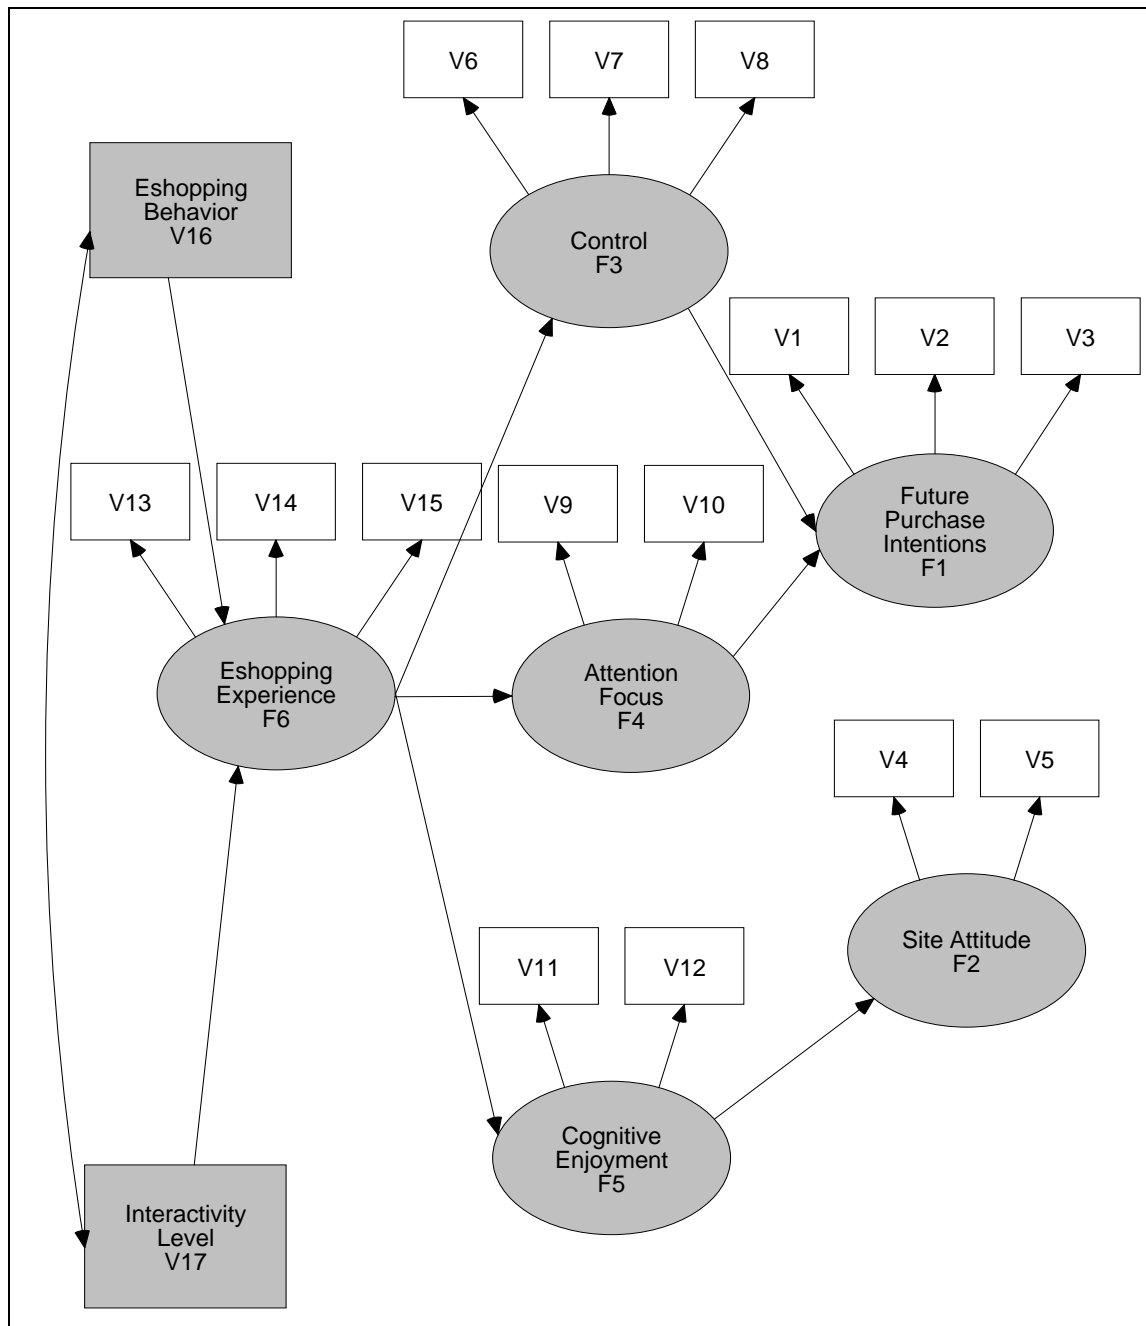 V6
V7
V8
Eshopping
Behavior
V16
Control
F3
V1
V2
V3
V13
V14
V15
V9
V10
Future
Purchase
Intentions
F1
Eshopping
Experience
F6
Attention
Focus
F4
V4
V5
Site Attitude
F2
V11
V12
Cognitive
Enjoyment
F5
Interactivity
Level
V17